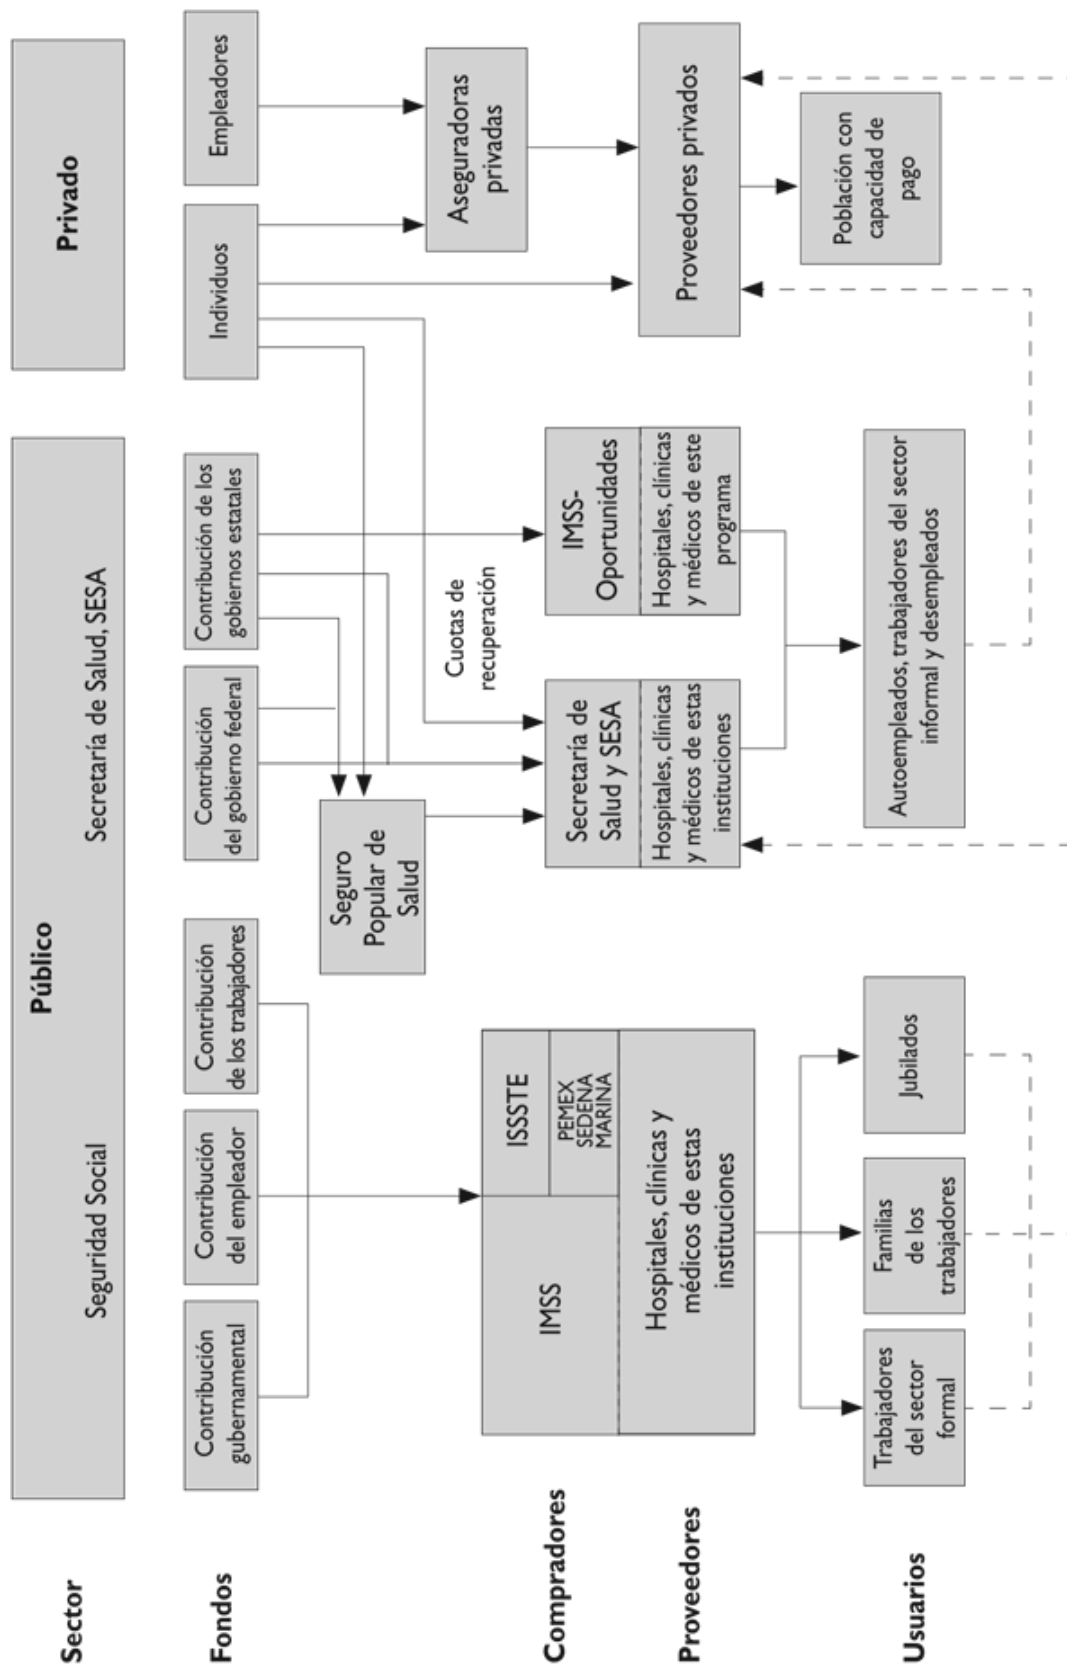 Sector
Público
Privado
Seguridad Social
Secretaría de Salud, SESA
Fondos
Contribución
gubernamental
Contribución
del empleador
Contribución
de los trabajadores
Contribución
del gobierno federal
Contribución de los
gobiernos estatales
Individuos
Empleadores
Seguro
Popular de
Salud
Cuotas de
recuperación
Aseguradoras
privadas
Compradores
IMSS
ISSSTE
PEMEX
SEDENA
MARINA
Secretaría de
Salud y SESA
IMSS-
Oportunidades
Proveedores
Hospitales, clínicas y
médicos de estas
instituciones
Hospitales, clínicas
y médicos de estas
instituciones
Hospitales, clínicas
y médicos de este
programa
Proveedores privados
Usuarios
Trabajadores
del sector
formal
Familias
de los
trabajadores
Jubilados
Autoempleados, trabajadores del sector
informal y desempleados
Población con
capacidad de
pago